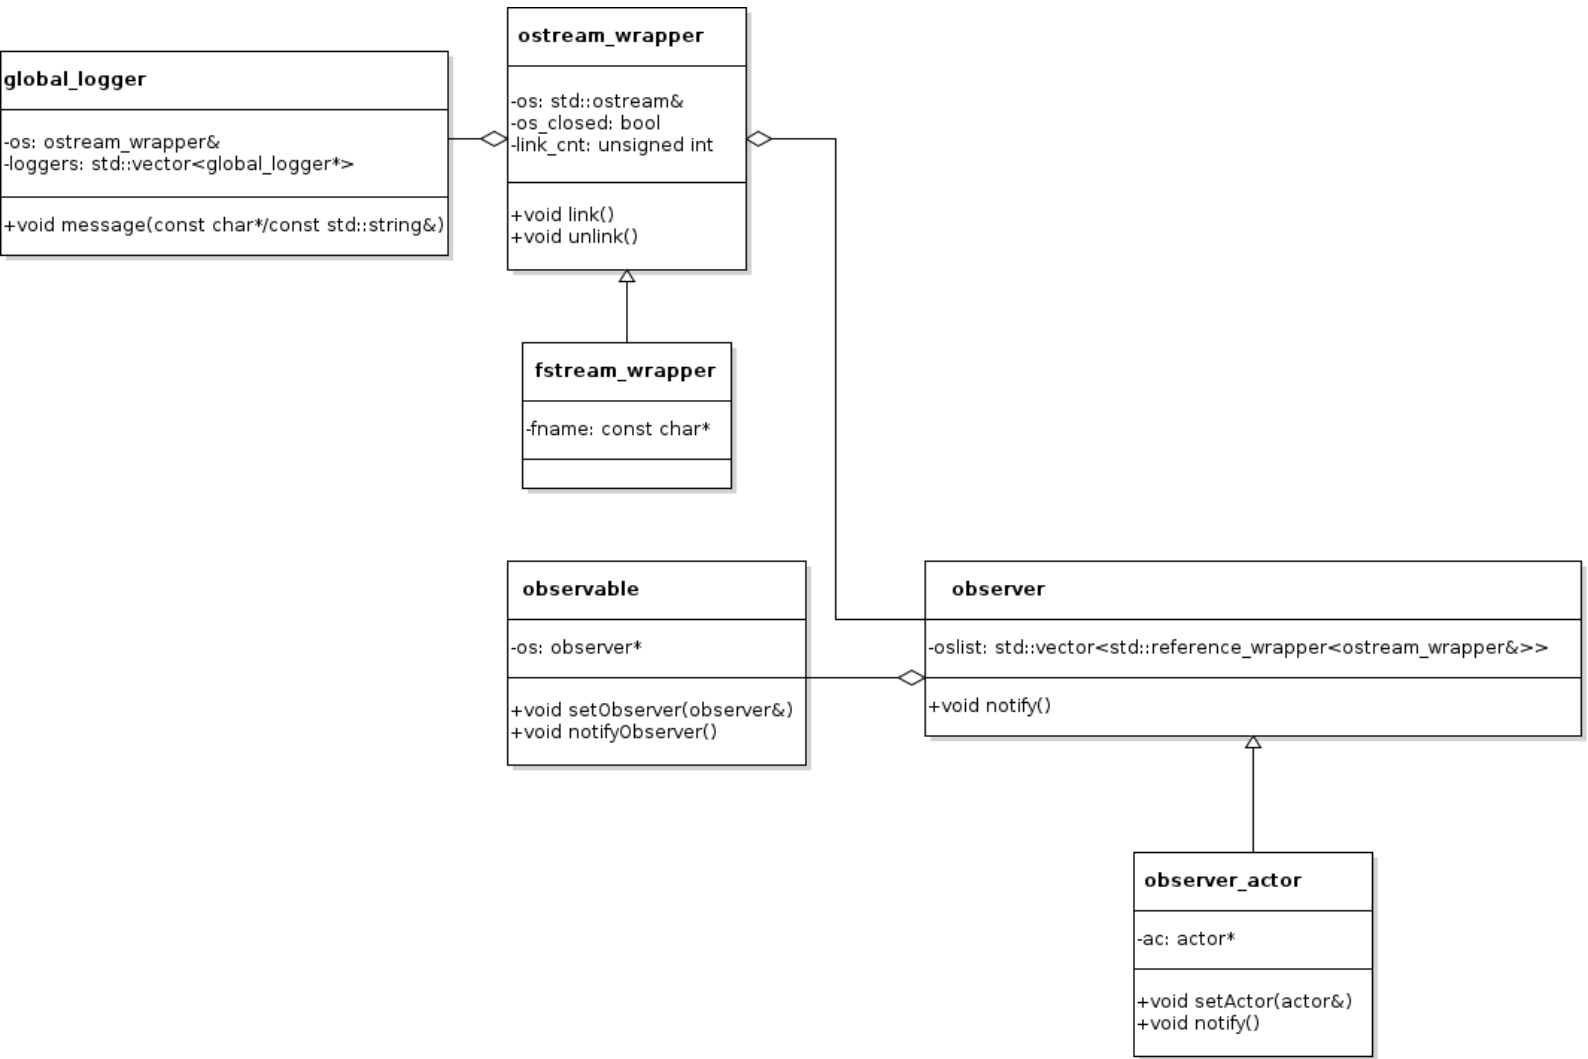 global_logger
-os: ostream_wrapper&
-loggers: std::vector<global_logger*>
+void message(const char*/const std::string&)
ostream_wrapper
-os: std::ostream&
-os_closed: bool
-link_cnt: unsigned int
+void link()
+void unlink()
fstream_wrapper
-fname: const char*
observable
-os: observer*
+void setObserver(observer&)
+void notifyObserver()
observer
-oslist: std::vector<std::reference_wrapper<ostream_wrapper&>>
+void notify()
observer_actor
-ac: actor*
+void setActor(actor&)
+void notify()